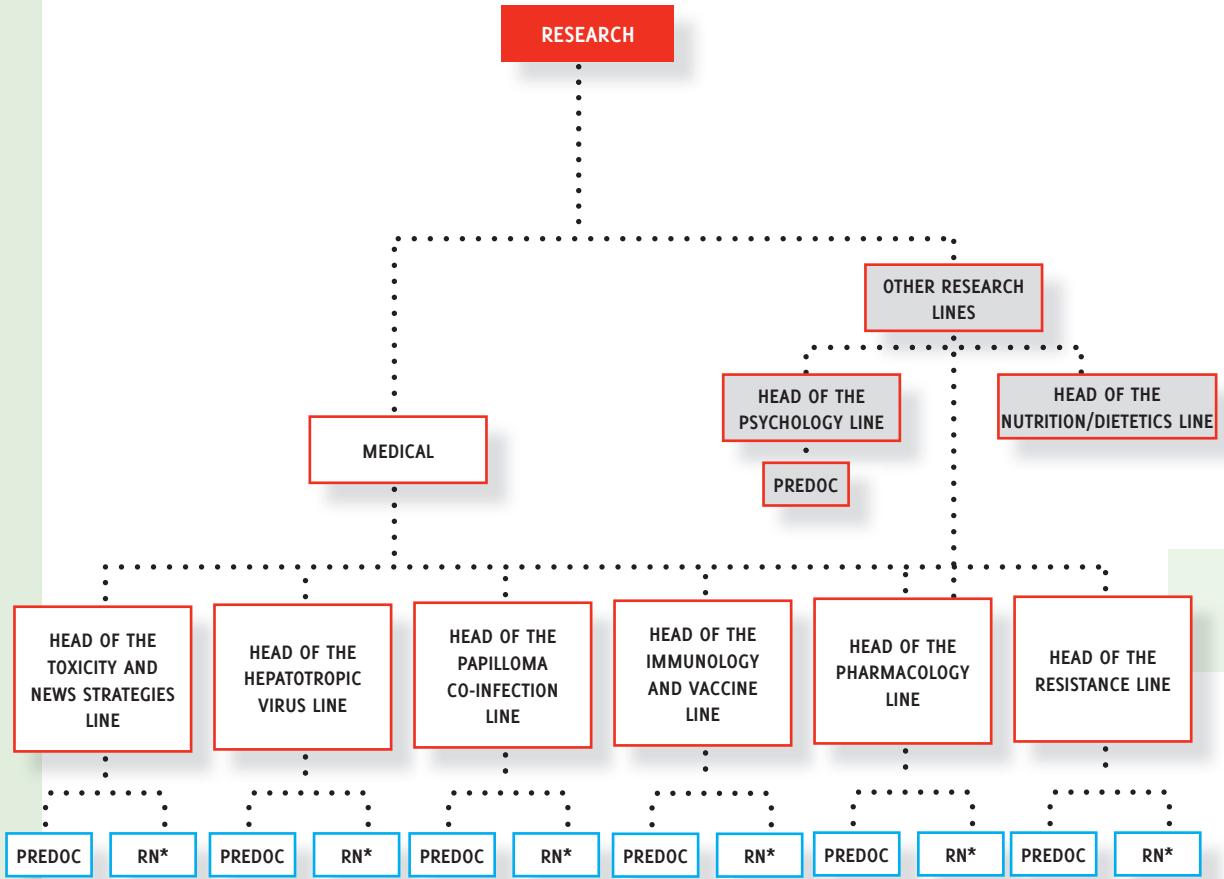 RESEARCH
OTHER RESEARCH
LINES
HEAD OF THE
PSYCHOLOGY LINE
HEAD OF THE
NUTRITION/DIETETICS LINE
MEDICAL
PREDOC
HEAD OF THE
TOXICITY AND
NEWS STRATEGIES
LINE
HEAD OF THE
HEPATOTROPIC
VIRUS LINE
HEAD OF THE
PAPILLOMA
CO-INFECTION
LINE
HEAD OF THE
IMMUNOLOGY
AND VACCINE
LINE
HEAD OF THE
PHARMACOLOGY
LINE
HEAD OF THE
RESISTANCE LINE
PREDOC
RN*
PREDOC
RN*
PREDOC
RN*
PREDOC
RN*
PREDOC
RN*
PREDOC
RN*